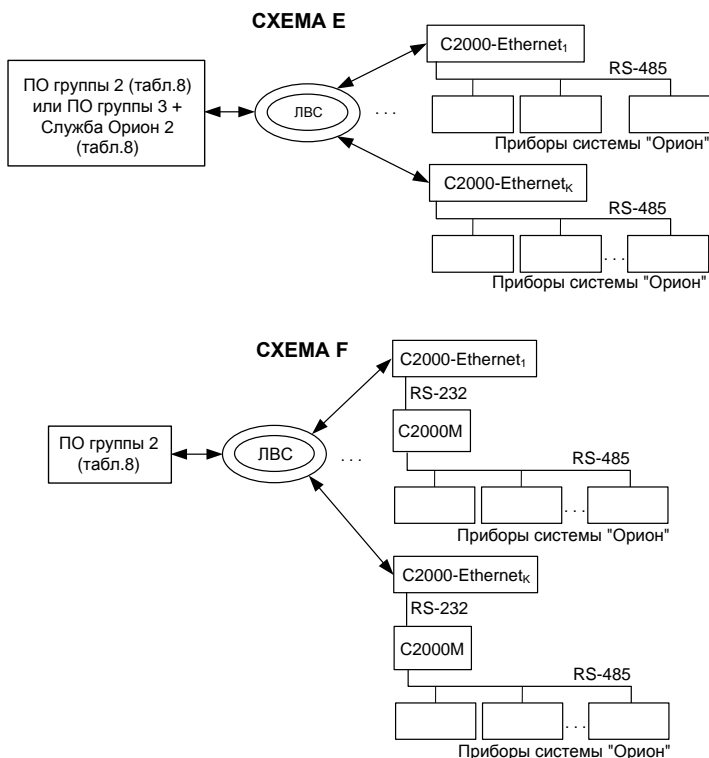 СХЕМА E
ПО группы 2 (табл.8)
или ПО группы 3 +
Служба Орион 2
(табл.8)
ЛВС
. . .
С2000-Ethernet₁
RS-485
Приборы системы "Орион"
С2000-Ethernetₖ
RS-485
. . .
Приборы системы "Орион"
СХЕМА F
ПО группы 2
(табл.8)
ЛВС
. . .
С2000-Ethernet₁
RS-232
С2000М
RS-485
. . .
Приборы системы "Орион"
С2000-Ethernetₖ
RS-232
С2000М
RS-485
. . .
Приборы системы "Орион"